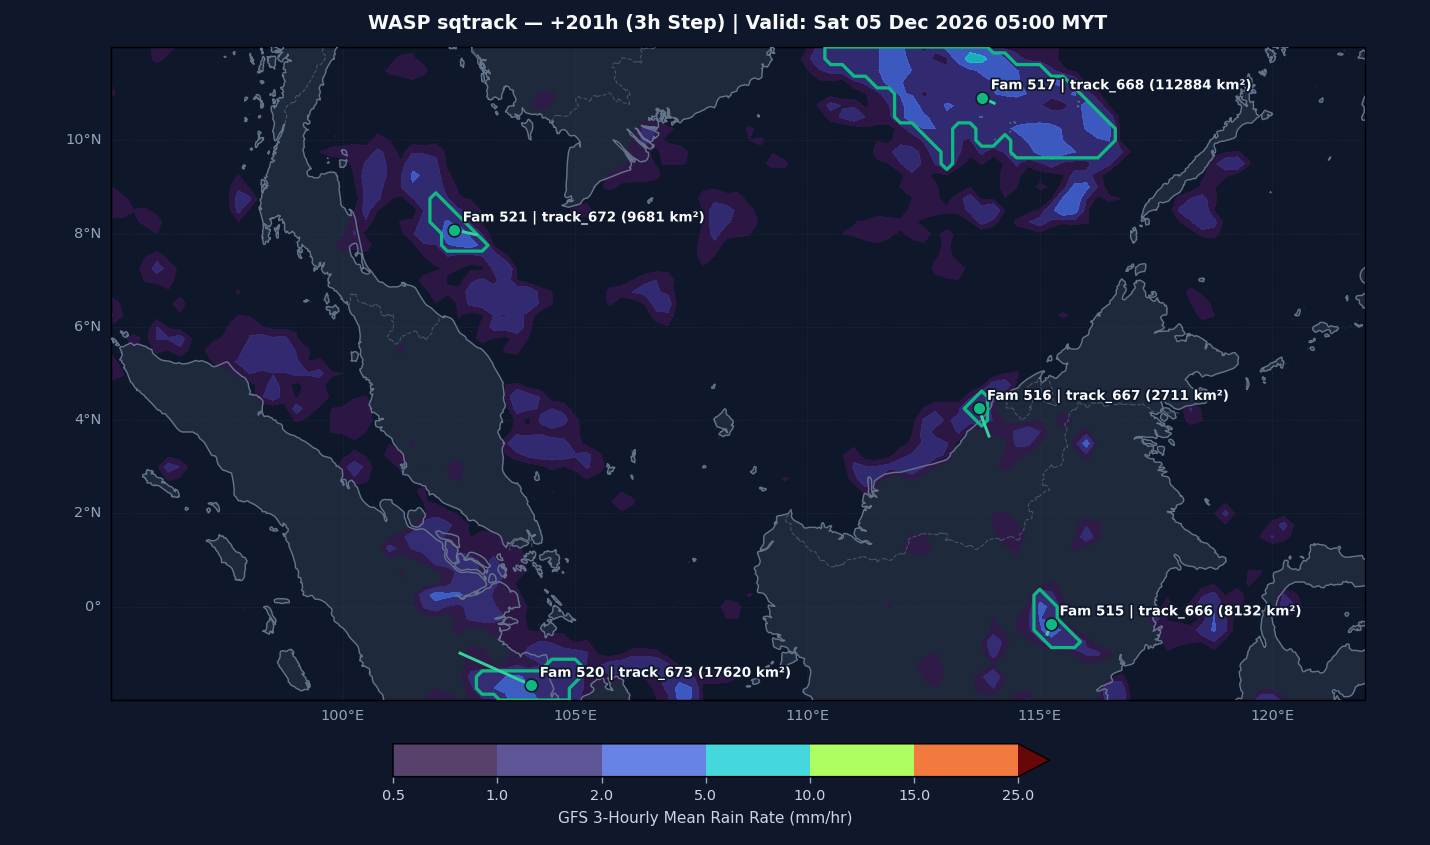 WASP sqtrack — +201h (3h Step) | Valid: Sat 05 Dec 2026 05:00 MYT
Fam 517 | track_668 (112884 km²)
10°N
Fam 521 | track_672 (9681 km²)
8°N
6°N
Fam 516 | track_667 (2711 km²)
4°N
2°N
0°
Fam 515 | track_666 (8132 km²)
Fam 520 | track_673 (17620 km²)
100°E 105°E 110°E 115°E 120°E
0.5 1.0 2.0 5.0 10.0 15.0 25.0
GFS 3-Hourly Mean Rain Rate (mm/hr)